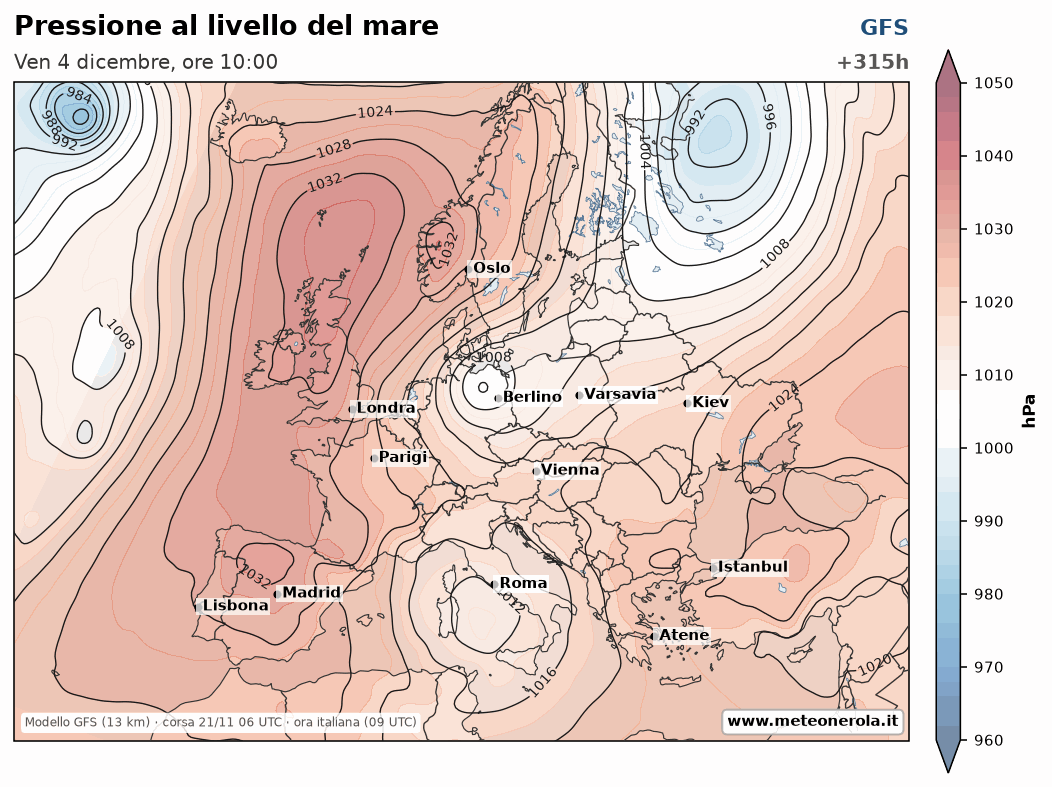 Pressione al livello del mare
GFS
Ven 4 dicembre, ore 10:00
+315h
984
988
992
1024
1028
1032
1004
992
996
1008
1008
1032
Oslo
1008
Londra
Berlino
Varsavia
Kiev
1024
Parigi
Vienna
1032
Madrid
Lisbona
Roma
1012
Istanbul
Atene
1016
1020
Modello GFS (13 km) · corsa 21/11 06 UTC · ora italiana (09 UTC)
www.meteonerola.it
1050
1040
1030
1020
1010
1000
990
980
970
960
hPa